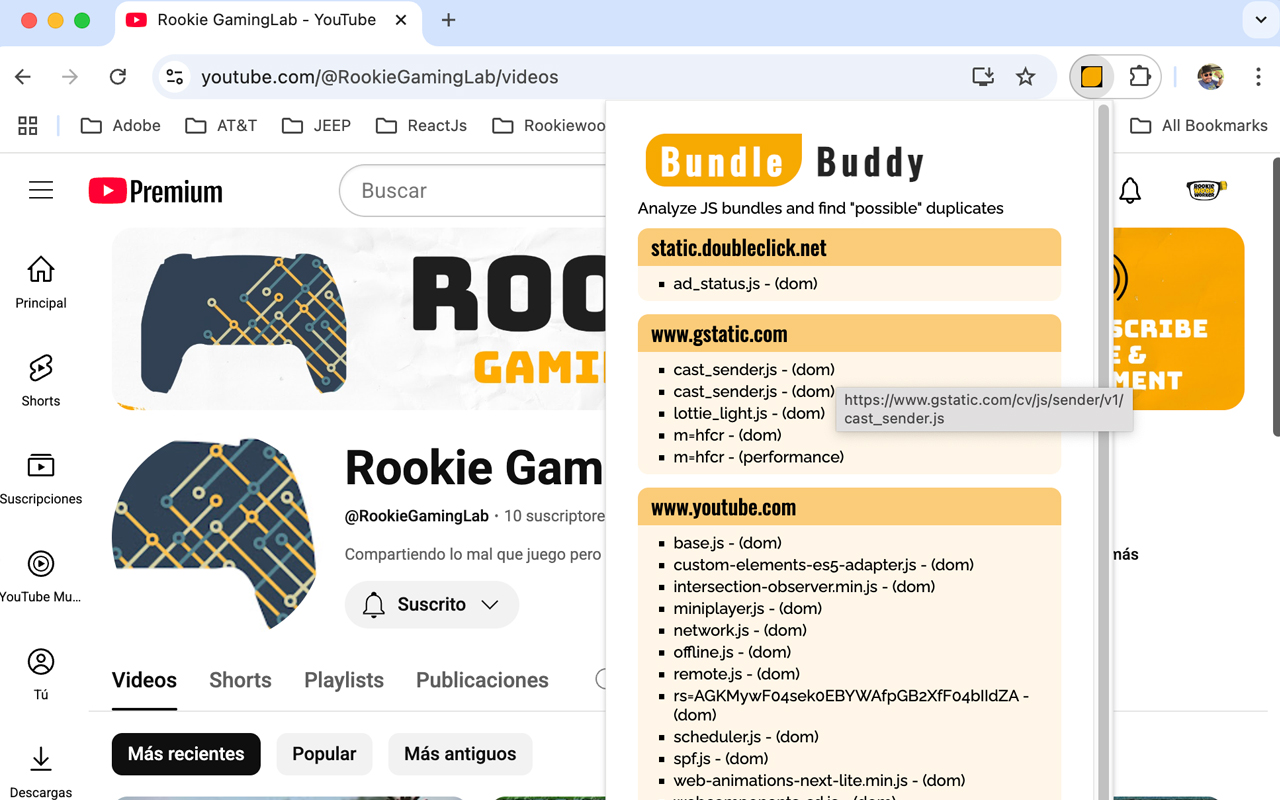 Rookie GamingLab - YouTube
youtube.com/@RookieGamingLab/videos
Adobe
AT&T
JEEP
ReactJs
Rookiewoo
All Bookmarks
Premium
Buscar
Principal
Shorts
Suscripciones
YouTube Mu...
Tú
Descargas
ROO
GAMI
SCRIBE
E &
MENT
Rookie Gam
@RookieGamingLab • 10 suscriptore
Compartiendo lo mal que juego pero
más
Suscrito
Videos
Shorts
Playlists
Publicaciones
Más recientes
Popular
Más antiguos
Bundle Buddy
Analyze JS bundles and find "possible" duplicates
static.doubleclick.net
ad_status.js - (dom)
www.gstatic.com
cast_sender.js - (dom)
cast_sender.js - (dom)
https://www.gstatic.com/cv/js/sender/v1/
cast_sender.js
lottie_light.js - (dom)
m=hfcr - (dom)
m=hfcr - (performance)
www.youtube.com
base.js - (dom)
custom-elements-es5-adapter.js - (dom)
intersection-observer.min.js - (dom)
miniplayer.js - (dom)
network.js - (dom)
offline.js - (dom)
remote.js - (dom)
rs=AGKMywF04sek0EBYWAfpGB2XfF04bIIdZA -
(dom)
scheduler.js - (dom)
spf.js - (dom)
web-animations-next-lite.min.js - (dom)